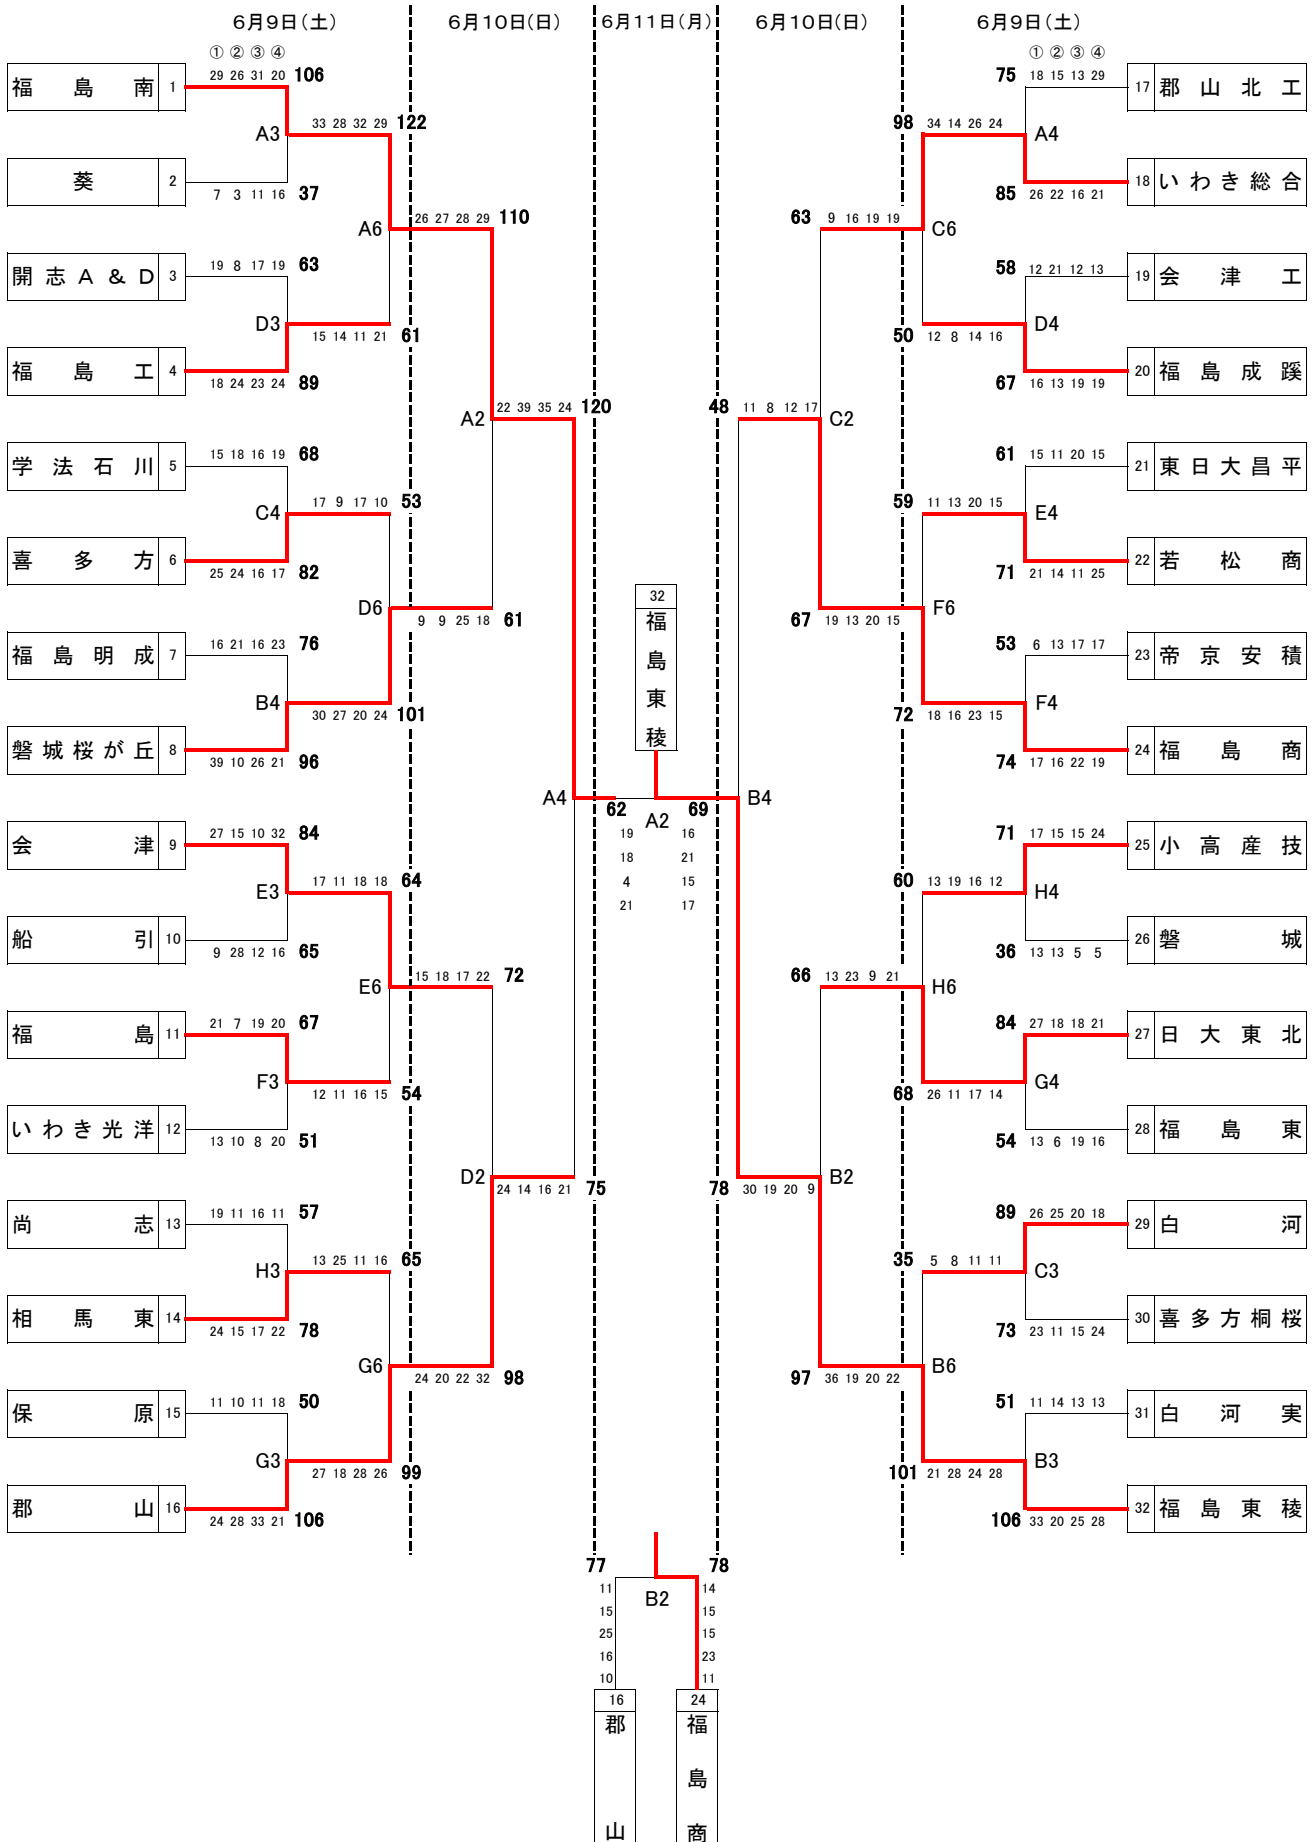 6月9日(土) 6月10日(日) 6月11日(月) 6月10日(日) 6月9日(土)
① ② ③ ④ ① ② ③ ④
29 26 31 20 106 75 18 15 13 29
福島南 1 17 郡山北工
33 28 32 29 122 98 34 14 26 24
A3 A4
葵 2 18 いわき総合
7 3 11 16 37 85 26 22 16 21
26 27 28 29 110 63 9 16 19 19
A6 C6
19 8 17 19 63 58 12 21 12 13
開志A&D 3 19 会津工
D3 D4
15 14 11 21 61 50 12 8 14 16
福島工 4 20 福島成蹊
18 24 23 24 89 67 16 13 19 19
22 39 35 24 120 48 11 8 12 17
A2 C2
15 18 16 19 68 61 15 11 20 15
学法石川 5 21 東日大昌平
17 9 17 10 53 59 11 13 20 15
C4 E4
喜多方 6 22 若松商
25 24 16 17 82 71 21 14 11 25
32
D6 F6
9 9 25 18 61 67 19 13 20 15
福島東稜
16 21 16 23 76 53 6 13 17 17
福島明成 7 23 帝京安積
B4 F4
30 27 20 24 101 72 18 16 23 15
磐城桜が丘 8 24 福島商
39 10 26 21 96 74 17 16 22 19
A4 B4
62 A2 69
19 16
18 21
4 15
21 17
27 15 10 32 84 71 17 15 15 24
会津 9 25 小高産技
17 11 18 18 64 60 13 19 16 12
E3 H4
船引 10 26 磐城
9 28 12 16 65 36 13 13 5 5
15 18 17 22 72 66 13 23 9 21
E6 H6
21 7 19 20 67 84 27 18 18 21
福島 11 27 日大東北
F3 G4
12 11 16 15 54 68 26 11 17 14
いわき光洋 12 28 福島東
13 10 8 20 51 54 13 6 19 16
D2 B2
24 14 16 21 75 78 30 19 20 9
19 11 16 11 57 89 26 25 20 18
尚志 13 29 白河
13 25 11 16 65 35 5 8 11 11
H3 C3
相馬東 14 30 喜多方桐桜
24 15 17 22 78 73 23 11 15 24
G6 B6
24 20 22 32 98 97 36 19 20 22
11 10 11 18 50 51 11 14 13 13
保原 15 31 白河実
G3 B3
27 18 28 26 99 101 21 28 24 28
郡山 16 32 福島東稜
24 28 33 21 106 106 33 20 25 28
77 78
B2
11 14
15 15
25 15
16 23
10 11
16 24
郡山 福島商